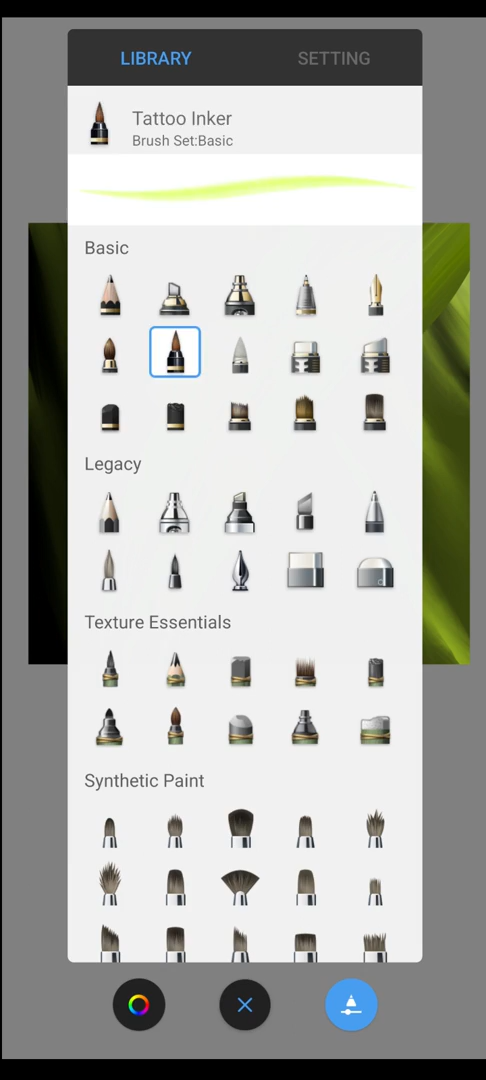 LIBRARY
SETTING
Tattoo Inker
Brush Set:Basic
Basic
Legacy
Texture Essentials
Synthetic Paint